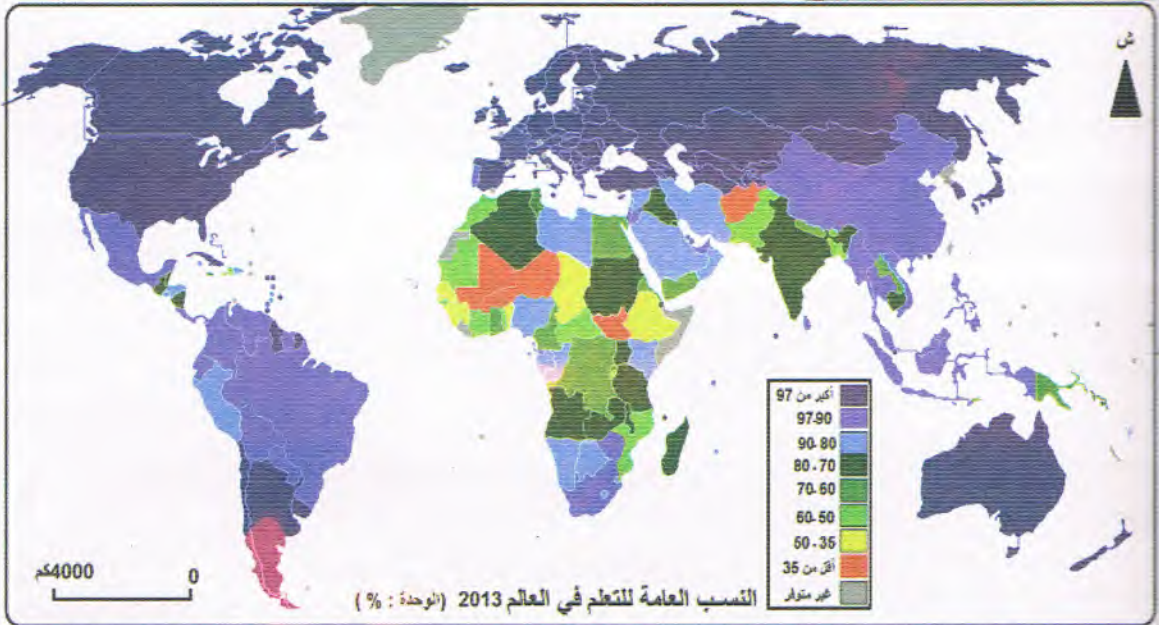 ش
أكبر من 97
97-90
90-80
80-70
70-60
60-50
50-35
أقل من 35
غير متوفر
4000كم
0
النسب العامة للتعلم في العالم 2013 (الوحدة : %)